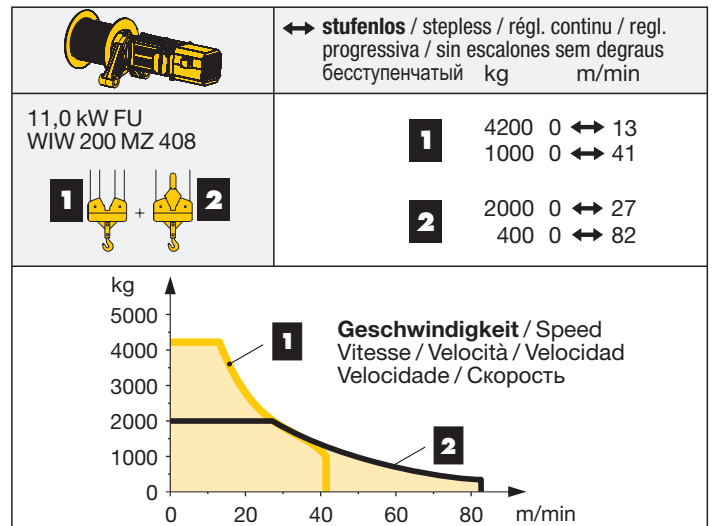 ↔ stufenlos / stepless / régl. continu / regl.
progressiva / sin escalones sem degraus
бесступенчатый kg m/min
11,0 kW FU
WIW 200 MZ 408
1 + 2
1 4200 0 ↔ 13
1000 0 ↔ 41
2 2000 0 ↔ 27
400 0 ↔ 82
kg
5000
4000
3000
2000
1000
0
1
Geschwindigkeit / Speed
Vitesse / Velocità / Velocidad
Velocidade / Скорость
2
0 20 40 60 80 m/min